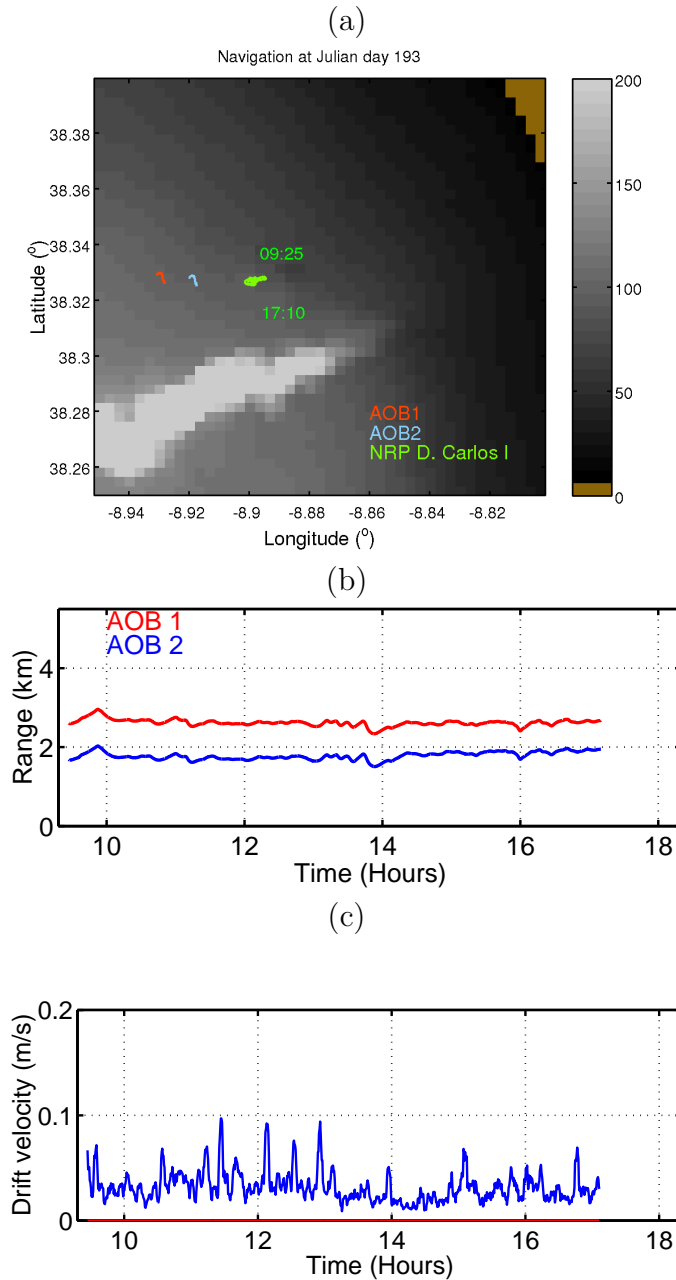 (a)
Navigation at Julian day 193
38.38
38.36
38.34
38.32
38.3
38.28
38.26
Latitude (o)
09:25
17:10
AOB1
AOB2
NRP D. Carlos I
200
150
100
50
0
-8.94 -8.92 -8.9 -8.88 -8.86 -8.84 -8.82
Longitude (o)
(b)
AOB 1
AOB 2
4
2
0
Range (km)
10 12 14 16 18
Time (Hours)
(c)
0.2
0.1
0
Drift velocity (m/s)
10 12 14 16 18
Time (Hours)